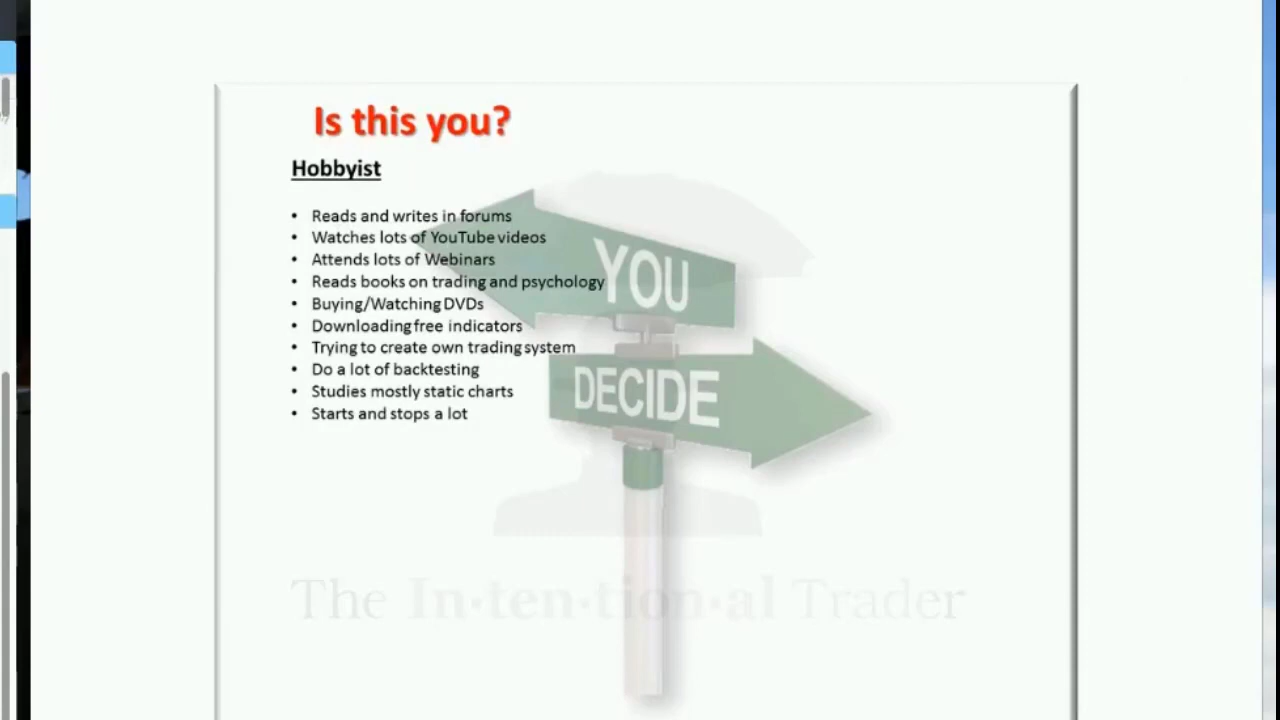 Is this you?
Hobbyist
• Reads and writes in forums
• Watches lots of YouTube videos
• Attends lots of Webinars
• Reads books on trading and psychology
• Buying/Watching DVDs
• Downloading free indicators
• Trying to create own trading system
• Do a lot of backtesting
• Studies mostly static charts
• Starts and stops a lot
YOU
DECIDE
The In·ten·tion·al Trader